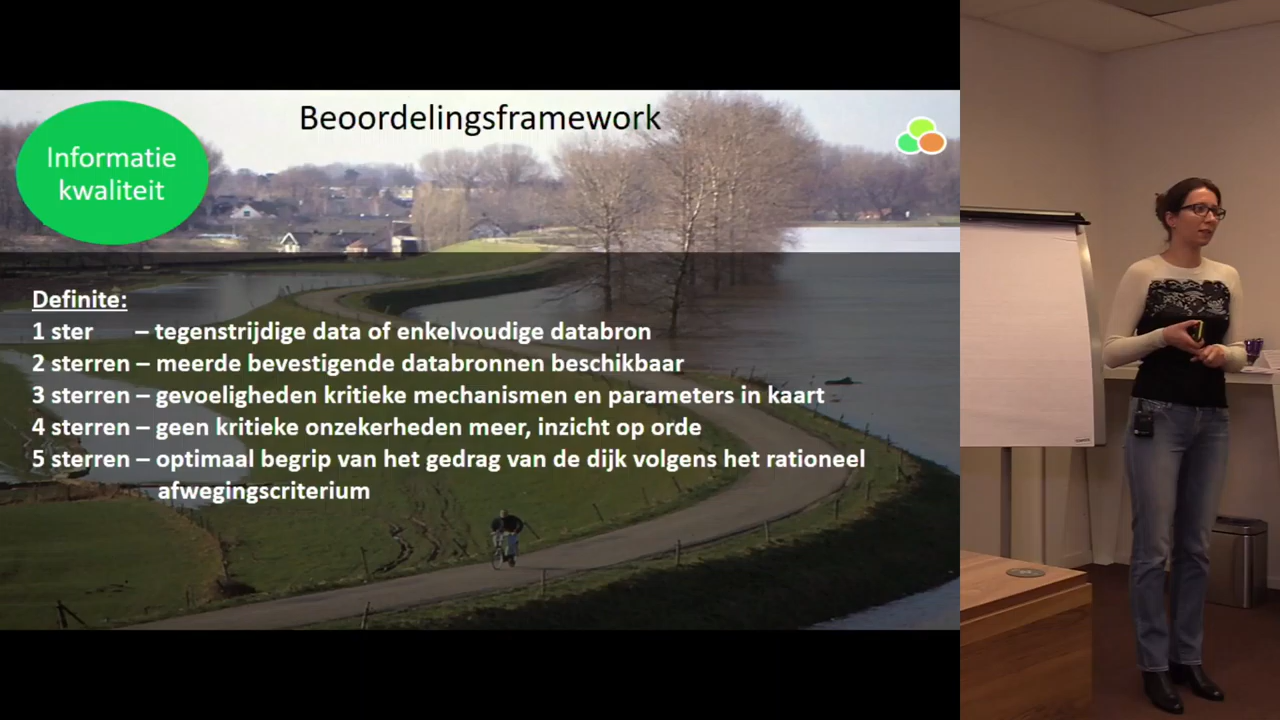 Beoordelingsframework
Informatie
kwaliteit
Definite:
1 ster – tegenstrijdige data of enkelvoudige databron
2 sterren – meerde bevestigende databronnen beschikbaar
3 sterren – gevoeligheden kritieke mechanismen en parameters in kaart
4 sterren – geen kritieke onzekerheden meer, inzicht op orde
5 sterren – optimaal begrip van het gedrag van de dijk volgens het rationeel
afwegingscriterium